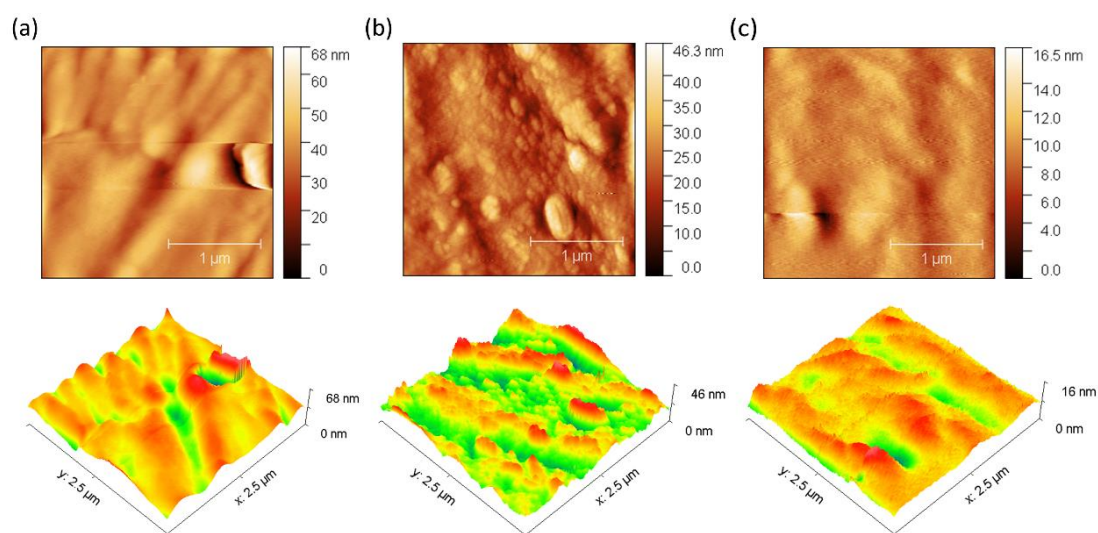 (a)
68 nm
60
50
40
30
20
10
0
1 µm
(b)
46.3 nm
40.0
35.0
30.0
25.0
20.0
15.0
10.0
0.0
1 µm
(c)
16.5 nm
14.0
12.0
10.0
8.0
6.0
4.0
0.0
1 µm
68 nm
0 nm
y: 2.5 µm
x: 2.5 µm
46 nm
0 nm
y: 2.5 µm
x: 2.5 µm
16 nm
0 nm
y: 2.5 µm
x: 2.5 µm